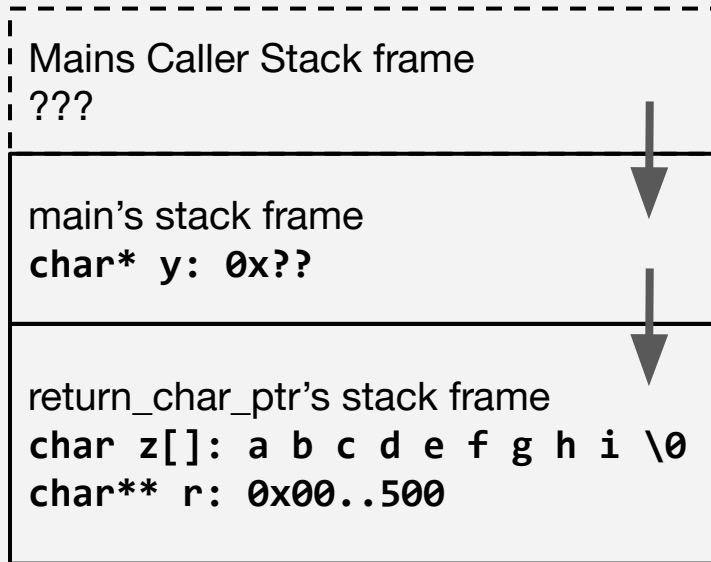 Mains Caller Stack frame
???
main’s stack frame
char* y: 0x??
return_char_ptr’s stack frame
char z[]: a b c d e f g h i \0
char** r: 0x00..500